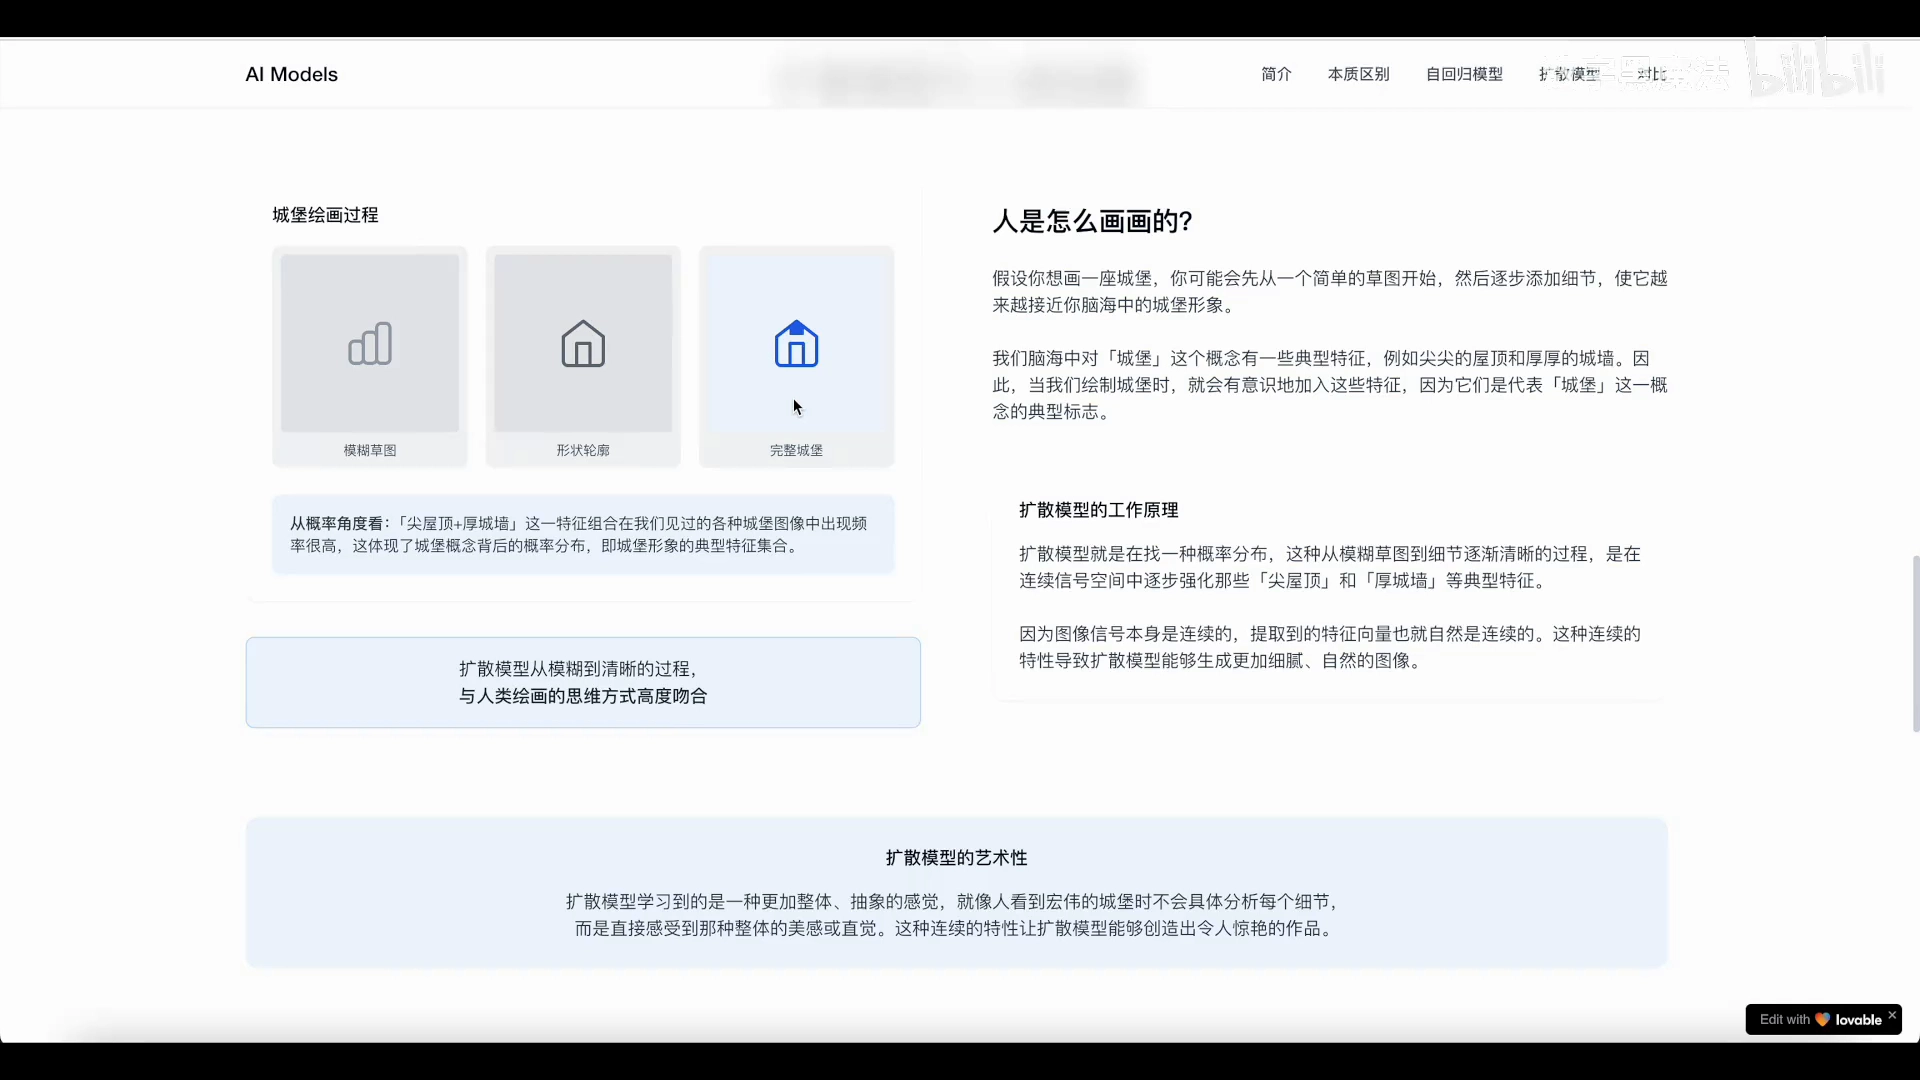 AI Models
简介
本质区别
自回归模型
扩散模型
对比
bilibili
城堡绘画过程
模糊草图
形状轮廓
完整城堡
从概率角度看：「尖屋顶+厚城墙」这一特征组合在我们见过的各种城堡图像中出现频
率很高，这体现了城堡概念背后的概率分布，即城堡形象的典型特征集合。
扩散模型从模糊到清晰的过程，
与人类绘画的思维方式高度吻合
人是怎么画画的?
假设你想画一座城堡，你可能会先从一个简单的草图开始，然后逐步添加细节，使它越
来越接近你脑海中的城堡形象。
我们脑海中对「城堡」这个概念有一些典型特征，例如尖尖的屋顶和厚厚的城墙。因
此，当我们绘制城堡时，就会有意识地加入这些特征，因为它们是代表「城堡」这一概
念的典型标志。
扩散模型的工作原理
扩散模型就是在找一种概率分布，这种从模糊草图到细节逐渐清晰的过程，是在
连续信号空间中逐步强化那些「尖屋顶」和「厚城墙」等典型特征。
因为图像信号本身是连续的，提取到的特征向量也就自然是连续的。这种连续的
特性导致扩散模型能够生成更加细腻、自然的图像。
扩散模型的艺术性
扩散模型学习到的是一种更加整体、抽象的感觉，就像人看到宏伟的城堡时不会具体分析每个细节，
而是直接感受到那种整体的美感或直觉。这种连续的特性让扩散模型能够创造出令人惊艳的作品。
Edit with lovable